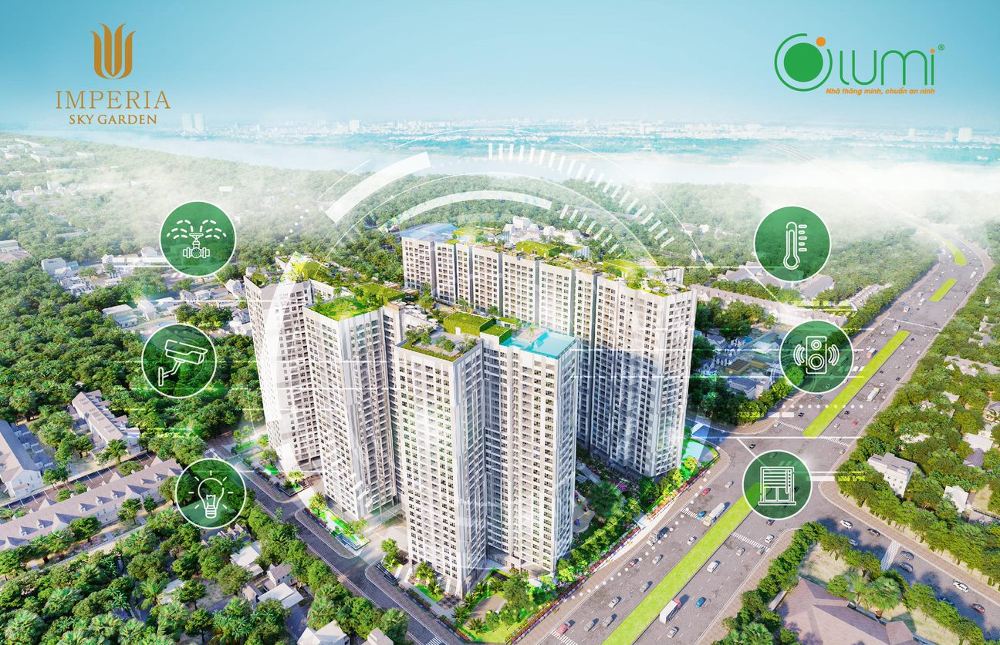 IMPERIA
SKY GARDEN
Lumi®
Nhà thông minh, chuẩn an ninh